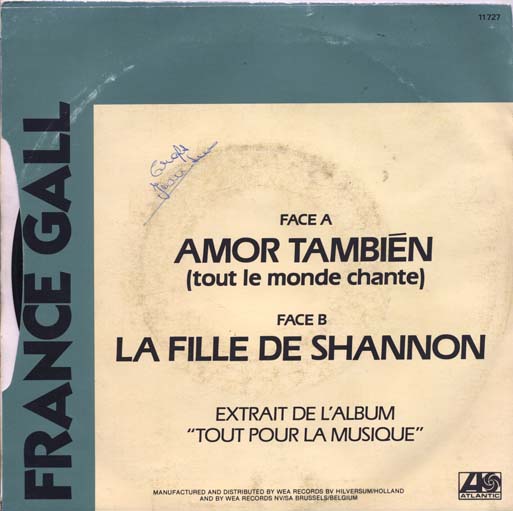 11 727
FRANCE GALL
FACE A
AMOR TAMBIÉN
(tout le monde chante)
FACE B
LA FILLE DE SHANNON
EXTRAIT DE L'ALBUM
"TOUT POUR LA MUSIQUE"
MANUFACTURED AND DISTRIBUTED BY WEA RECORDS BV HILVERSUM/HOLLAND
AND BY WEA RECORDS NV/SA BRUSSELS/BELGIUM
ATLANTIC